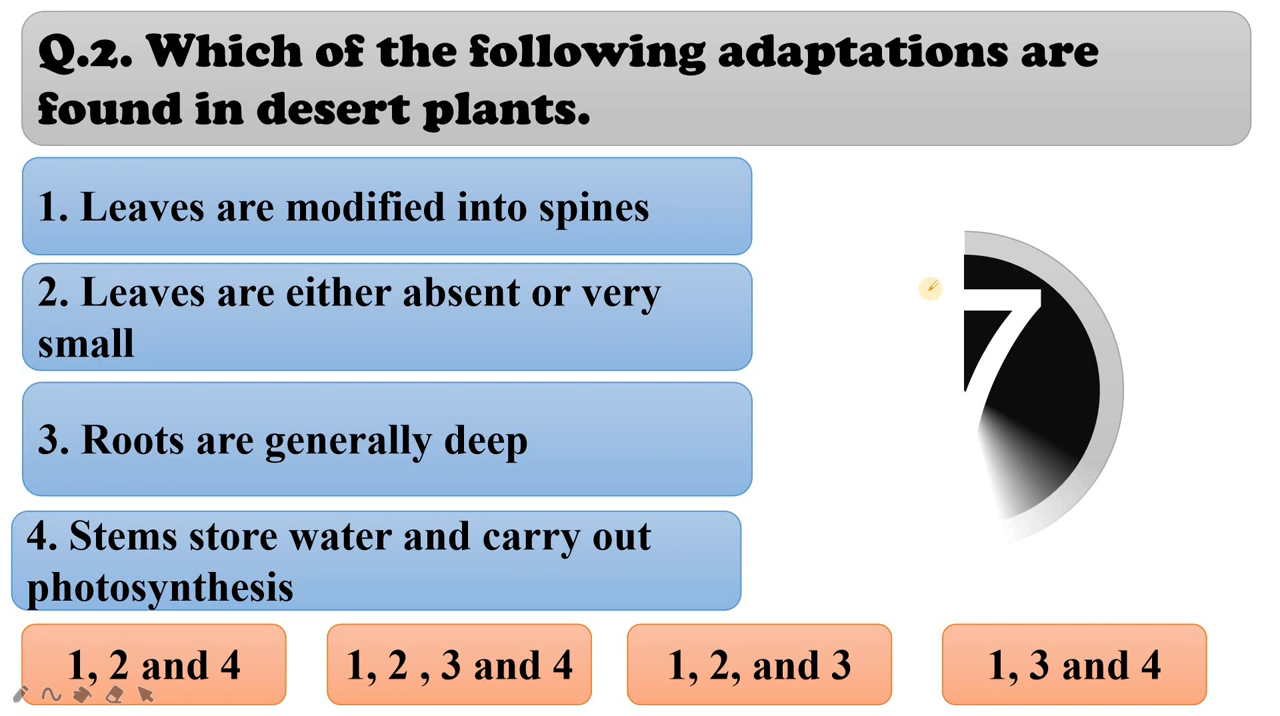 Q.2. Which of the following adaptations are
found in desert plants.
1. Leaves are modified into spines
2. Leaves are either absent or very
small
3. Roots are generally deep
4. Stems store water and carry out
photosynthesis
1, 2 and 4
1, 2 , 3 and 4
1, 2, and 3
1, 3 and 4
7